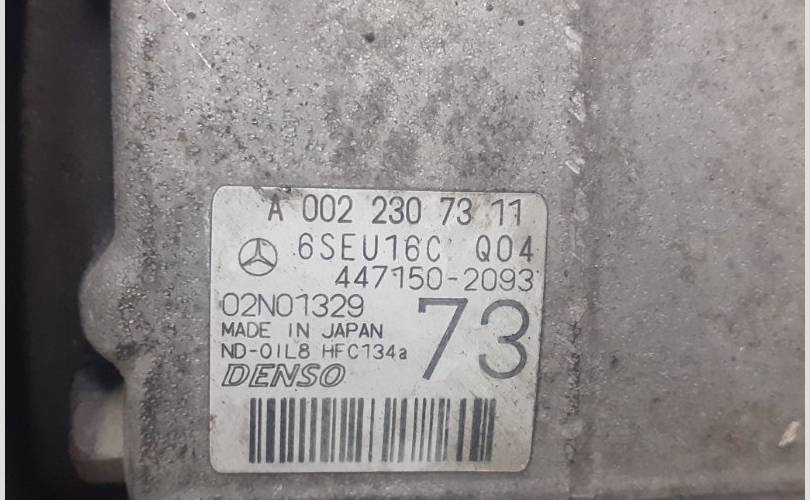 A 002 230 73 11
6SEU16C Q04
447150-2093
02N01329
73
MADE IN JAPAN
ND-OIL8 HFC134a
DENSO